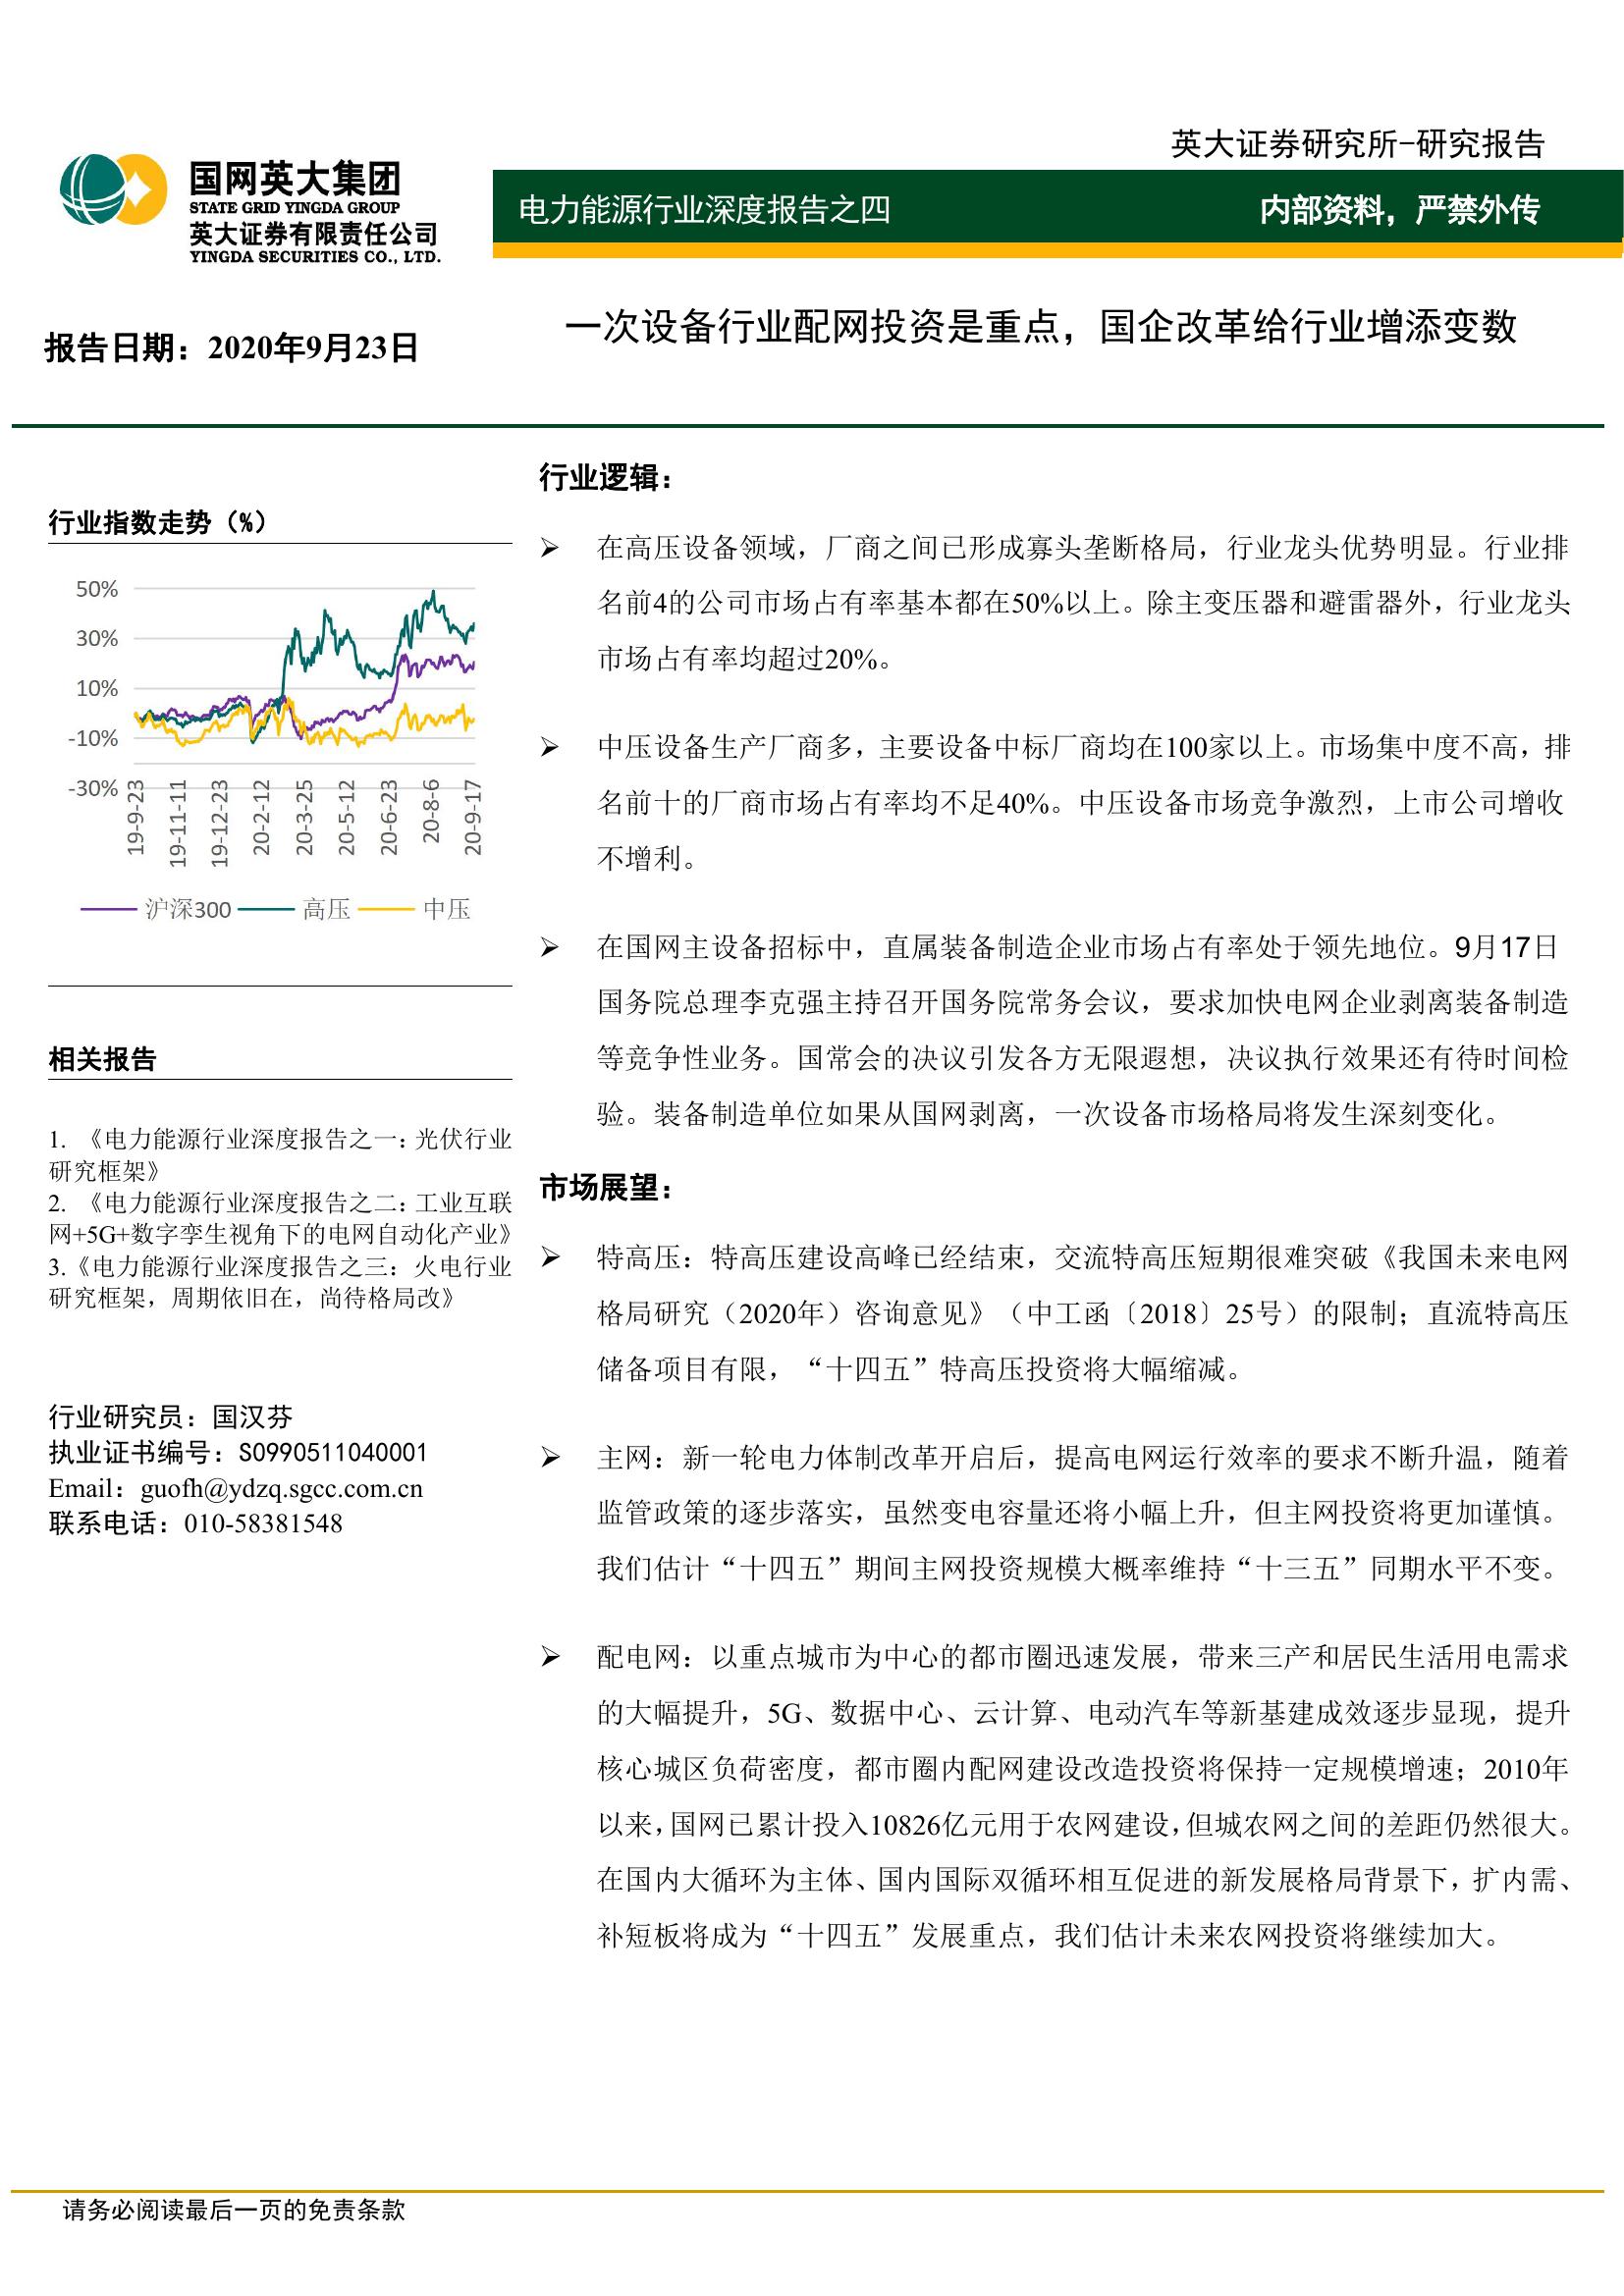 英大证券研究所-研究报告
国网英大集团
STATE GRID YINGDA GROUP
英大证券有限责任公司
YINGDA SECURITIES CO., LTD.
电力能源行业深度报告之四
内部资料，严禁外传
报告日期：2020年9月23日
一次设备行业配网投资是重点，国企改革给行业增添变数
行业指数走势（%）
50%
30%
10%
-10%
-30%
19-9-23
19-11-11
19-12-23
20-2-12
20-3-25
20-5-12
20-6-23
20-8-6
20-9-17
沪深300
高压
中压
相关报告
1. 《电力能源行业深度报告之一：光伏行业
研究框架》
2. 《电力能源行业深度报告之二：工业互联
网+5G+数字孪生视角下的电网自动化产业》
3.《电力能源行业深度报告之三：火电行业
研究框架，周期依旧在，尚待格局改》
行业研究员：国汉芬
执业证书编号：S0990511040001
Email：guofh@ydzq.sgcc.com.cn
联系电话：010-58381548
行业逻辑：
在高压设备领域，厂商之间已形成寡头垄断格局，行业龙头优势明显。行业排
名前4的公司市场占有率基本都在50%以上。除主变压器和避雷器外，行业龙头
市场占有率均超过20%。
中压设备生产厂商多，主要设备中标厂商均在100家以上。市场集中度不高，排
名前十的厂商市场占有率均不足40%。中压设备市场竞争激烈，上市公司增收
不增利。
在国网主设备招标中，直属装备制造企业市场占有率处于领先地位。9月17日
国务院总理李克强主持召开国务院常务会议，要求加快电网企业剥离装备制造
等竞争性业务。国常会的决议引发各方无限遐想，决议执行效果还有待时间检
验。装备制造单位如果从国网剥离，一次设备市场格局将发生深刻变化。
市场展望：
特高压：特高压建设高峰已经结束，交流特高压短期很难突破《我国未来电网
格局研究（2020年）咨询意见》（中工函〔2018〕25号）的限制；直流特高压
储备项目有限，“十四五”特高压投资将大幅缩减。
主网：新一轮电力体制改革开启后，提高电网运行效率的要求不断升温，随着
监管政策的逐步落实，虽然变电容量还将小幅上升，但主网投资将更加谨慎。
我们估计“十四五”期间主网投资规模大概率维持“十三五”同期水平不变。
配电网：以重点城市为中心的都市圈迅速发展，带来三产和居民生活用电需求
的大幅提升，5G、数据中心、云计算、电动汽车等新基建成效逐步显现，提升
核心城区负荷密度，都市圈内配网建设改造投资将保持一定规模增速；2010年
以来，国网已累计投入10826亿元用于农网建设，但城农网之间的差距仍然很大。
在国内大循环为主体、国内国际双循环相互促进的新发展格局背景下，扩内需、
补短板将成为“十四五”发展重点，我们估计未来农网投资将继续加大。
请务必阅读最后一页的免责条款